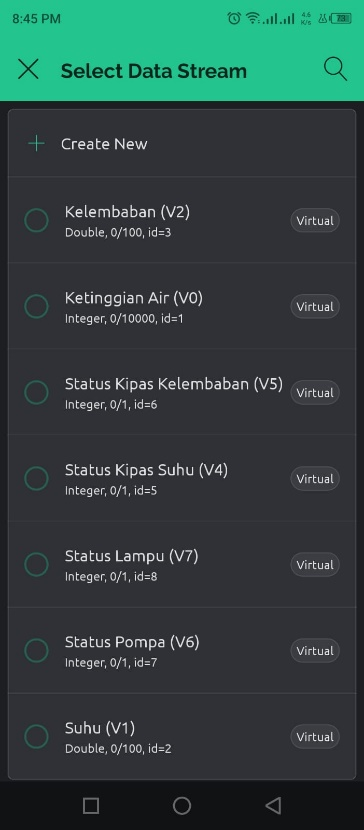 8:45 PM
4.6
K/s
78
Select Data Stream
Create New
Kelembaban (V2)
Double, 0/100, id=3
Virtual
Ketinggian Air (V0)
Integer, 0/10000, id=1
Virtual
Status Kipas Kelembaban (V5)
Integer, 0/1, id=6
Virtual
Status Kipas Suhu (V4)
Integer, 0/1, id=5
Virtual
Status Lampu (V7)
Integer, 0/1, id=8
Virtual
Status Pompa (V6)
Integer, 0/1, id=7
Virtual
Suhu (V1)
Double, 0/100, id=2
Virtual